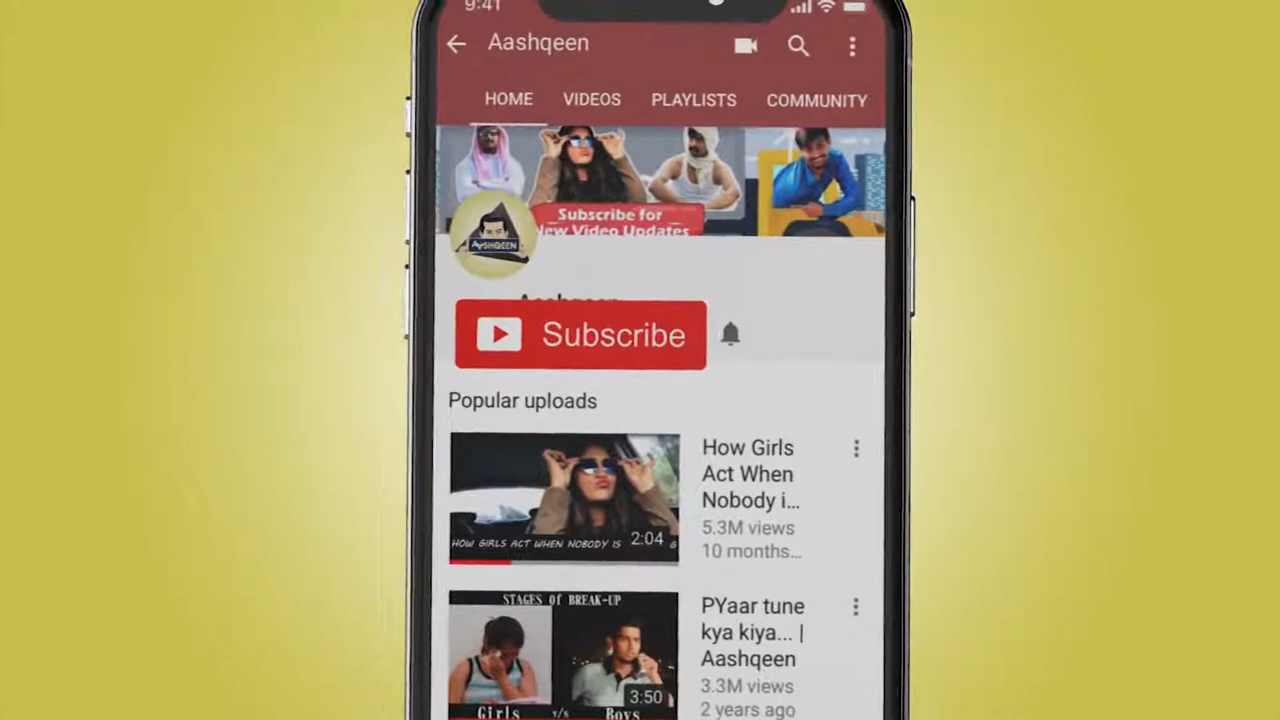 9:41
Aashqeen
HOME VIDEOS PLAYLISTS COMMUNITY
Subscribe for
New Video Updates
AASHQEEN
Aashqeen
Subscribe
Popular uploads
How Girls
Act When
Nobody i...
5.3M views
10 months...
HOW GIRLS ACT WHEN NOBODY IS
2:04
STAGES Of BREAK-UP
PYaar tune
kya kiya... |
Aashqeen
3.3M views
2 years ago
3:50
Girls v/s Boys